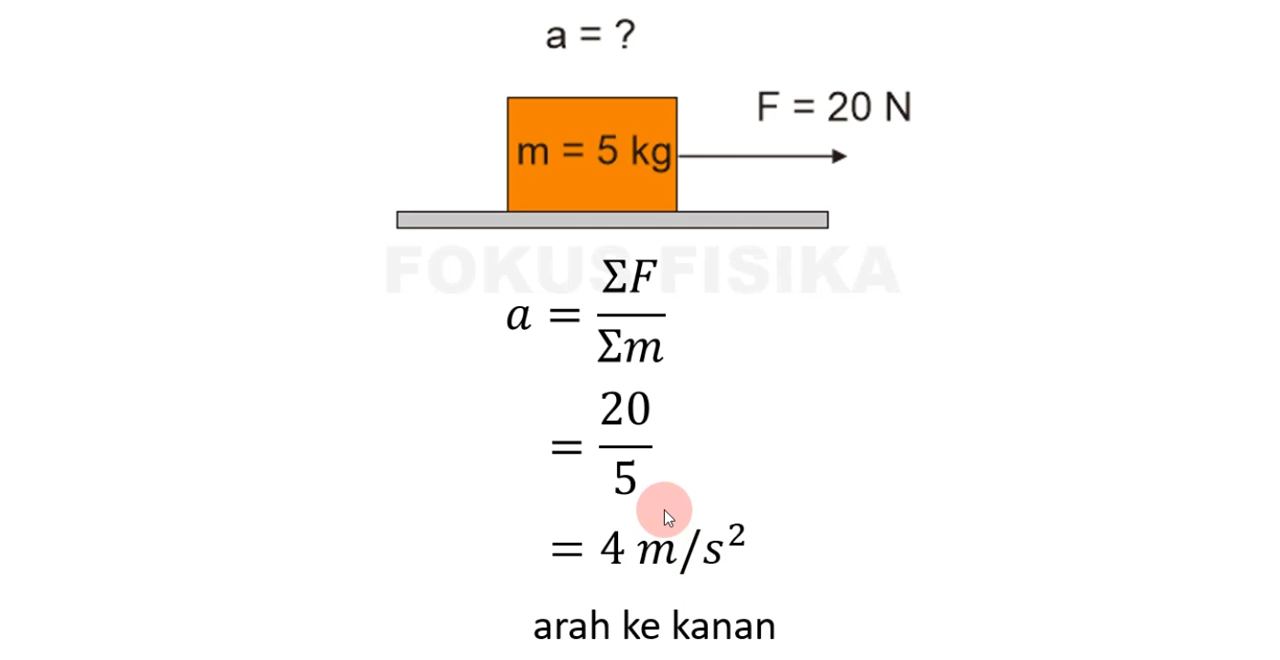 a = ?
F = 20 N
m = 5 kg
FOKUS FISIKA
a = ΣF/Σm
= 20/5
= 4 m/s²
arah ke kanan